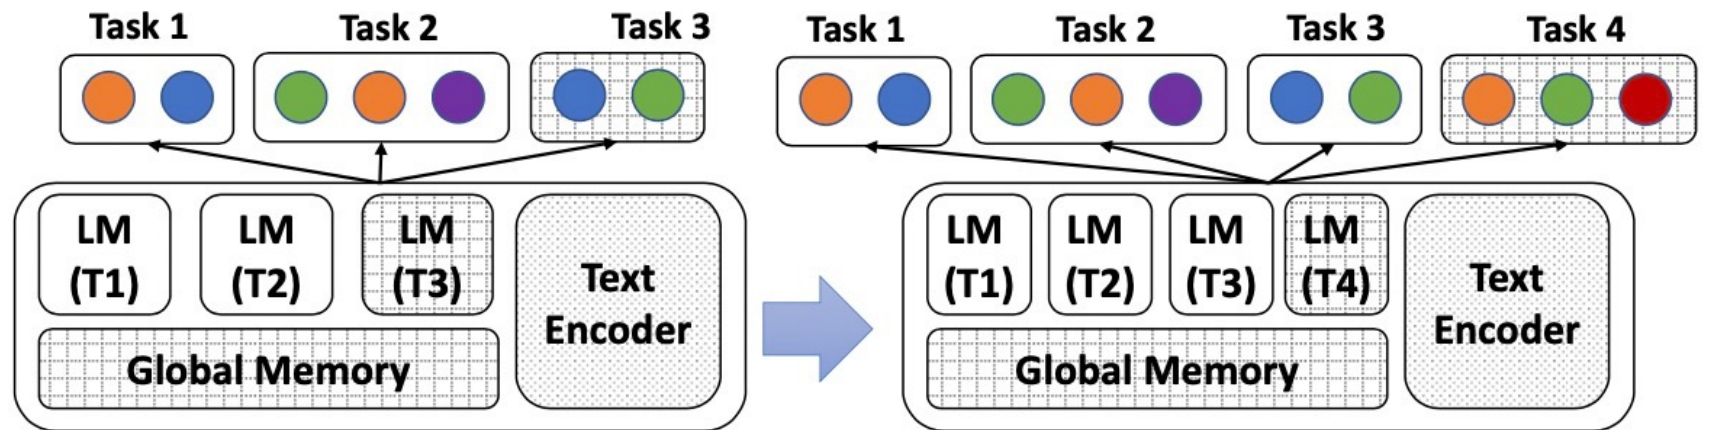 Task 1 Task 2 Task 3
LM (T1)
LM (T2)
LM (T3)
Text Encoder
Global Memory
Task 1 Task 2 Task 3 Task 4
LM (T1)
LM (T2)
LM (T3)
LM (T4)
Text Encoder
Global Memory